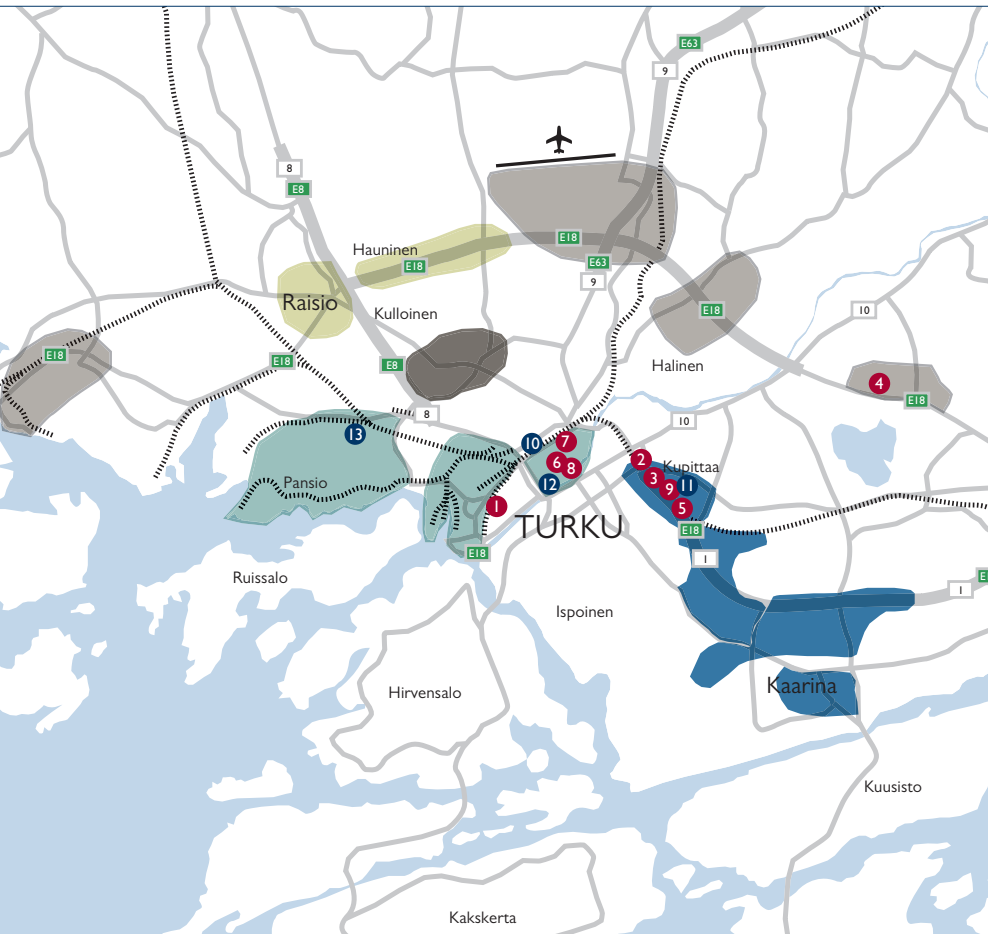 E63
9
8
E8
Hauninen
E18
E18
E63
9
Raisio
Kulloinen
E18
10
E18
E18
E8
Halinen
4
E18
8
10
13
10
7
6
8
12
2
Kupittaa
3
9
11
5
Pansio
1
TURKU
E18
E18
1
Ruissalo
Ispoinen
1
Hirvensalo
Kaarina
Kuusisto
Kakskerta